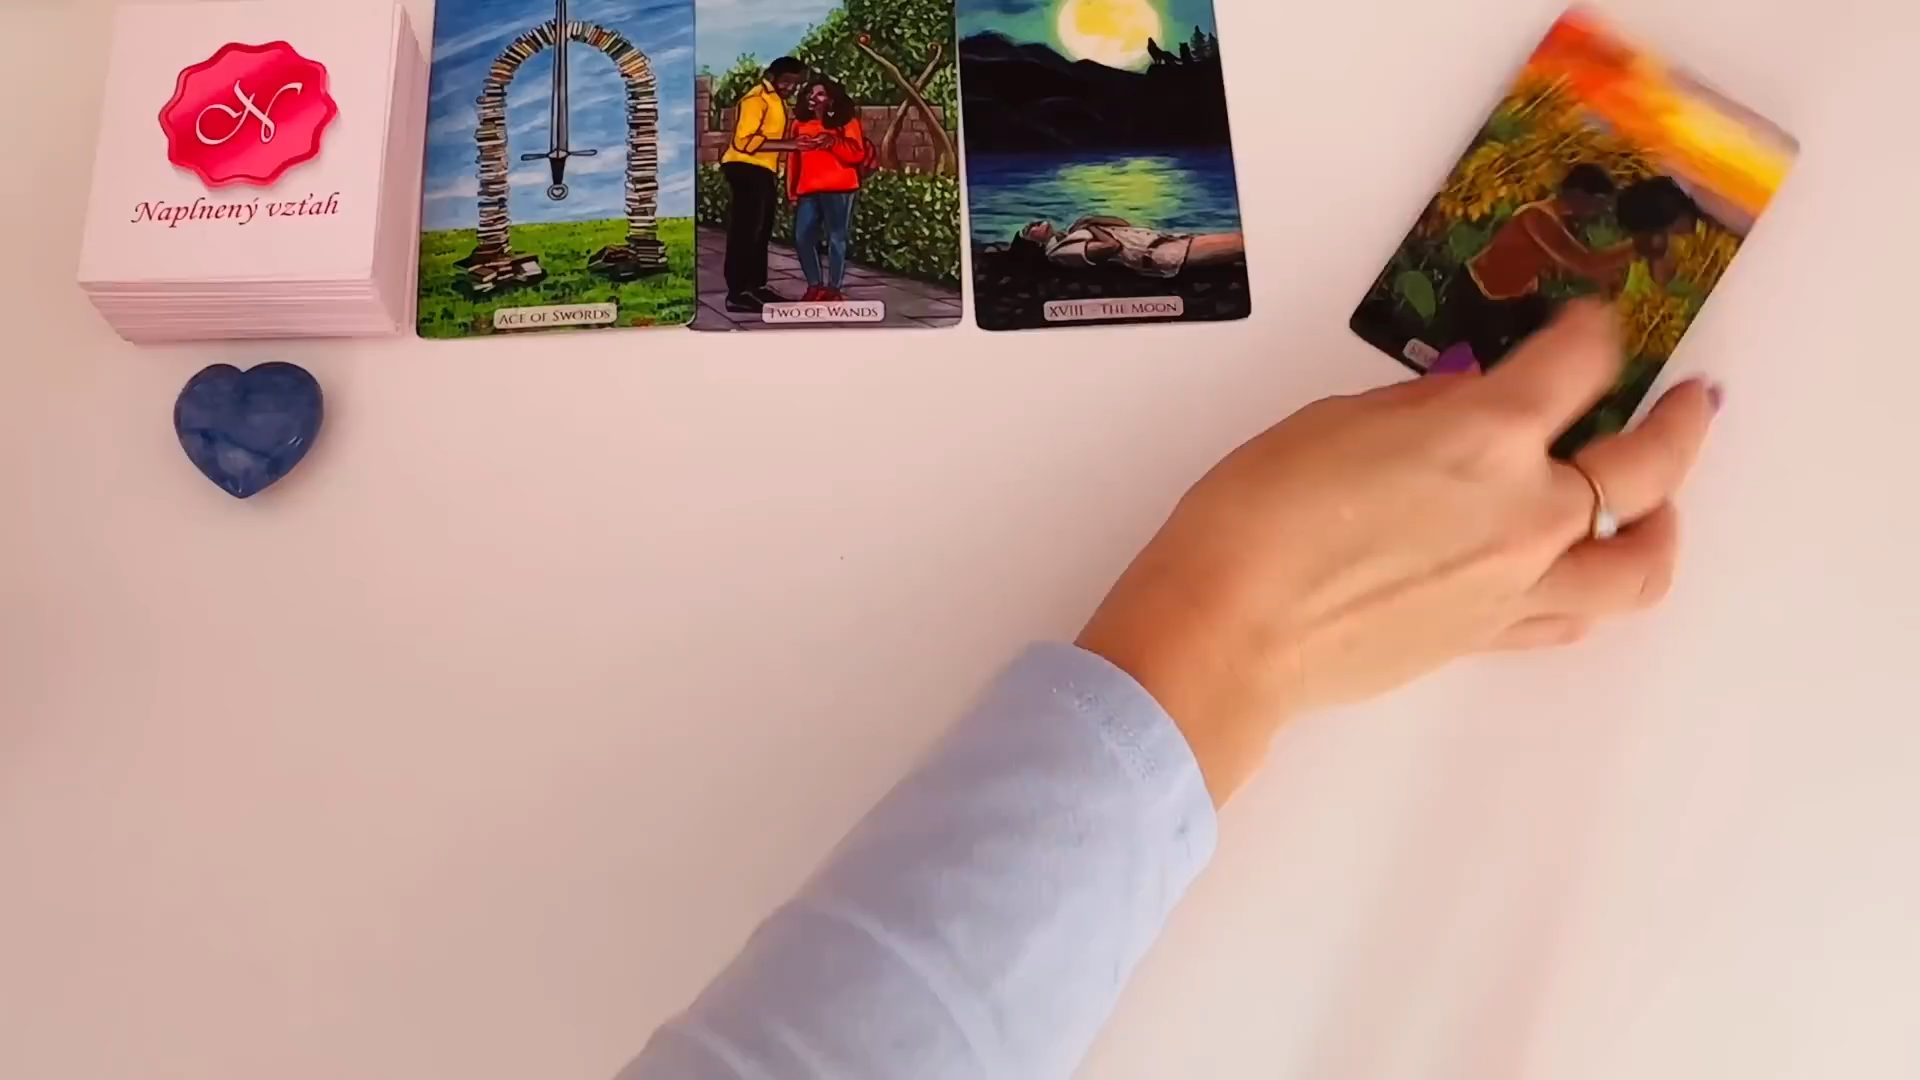 N
Naplnený vzťah
ACE OF SWORDS
TWO OF WANDS
XVIII - THE MOON